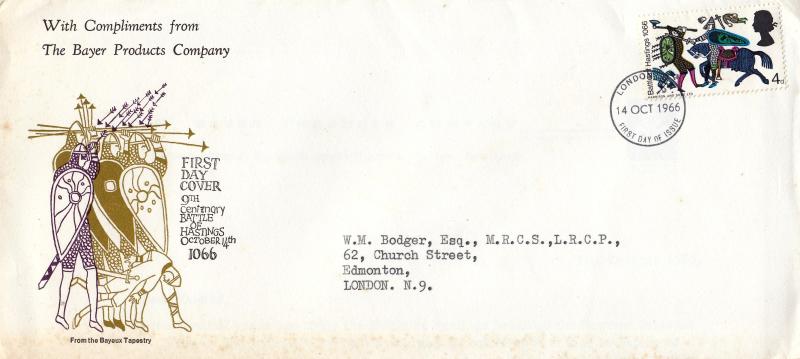 With Compliments from
The Bayer Products Company
Battle of Hastings 1066
4d
LONDON
14 OCT 1966
FIRST DAY OF ISSUE
FIRST
DAY
COVER
9TH
Centenary
BATTLE
OF
HASTINGS
OCTOBER 14th
1066
W.M. Bodger, Esq., M.R.C.S.,L.R.C.P.,
62, Church Street,
Edmonton,
LONDON. N.9.
From the Bayeux Tapestry